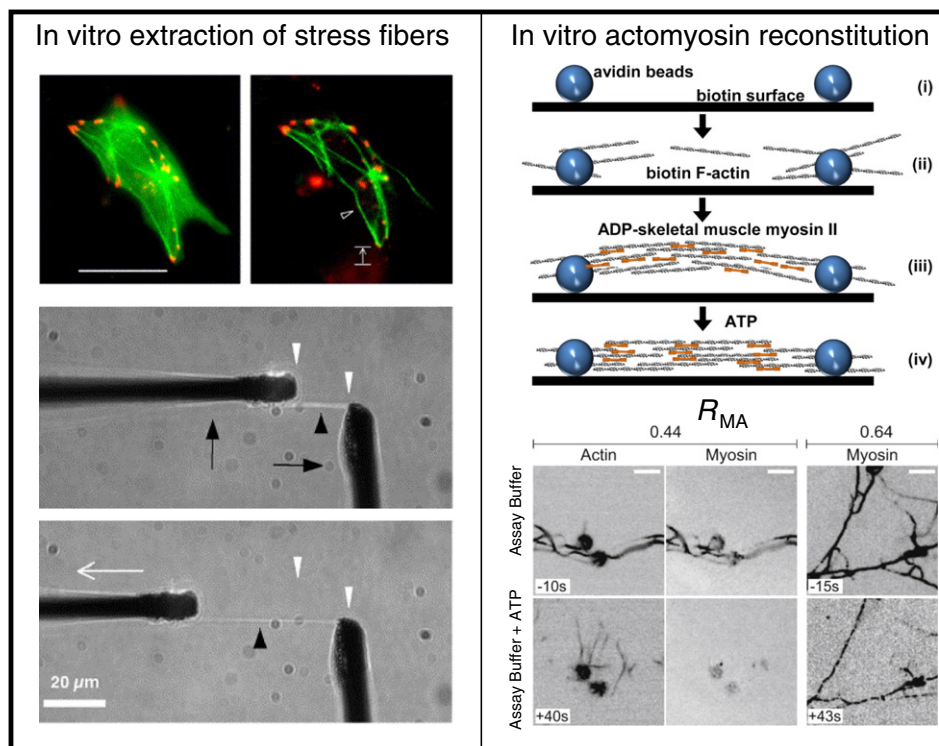 In vitro extraction of stress fibers
20 µm
In vitro actomyosin reconstitution
avidin beads
biotin surface
(i)
biotin F-actin
(ii)
ADP-skeletal muscle myosin II
(iii)
ATP
(iv)
R_MA
0.44
0.64
Actin
Myosin
Myosin
Assay Buffer
-10s
-15s
Assay Buffer + ATP
+40s
+43s